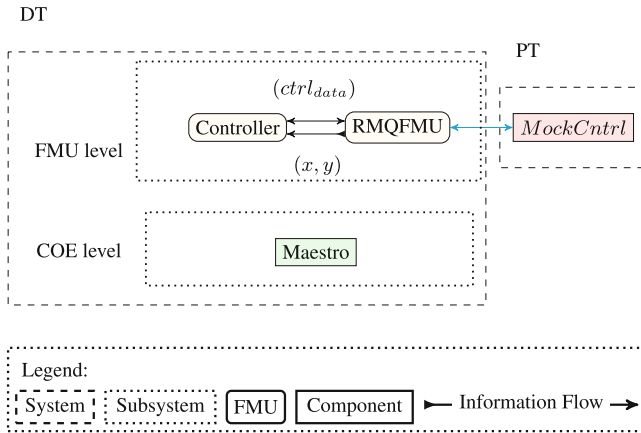 DT
PT
(ctrl_data)
Controller
RMQFMU
MockCntrl
FMU level
(x, y)
COE level
Maestro
Legend:
System Subsystem FMU Component Information Flow